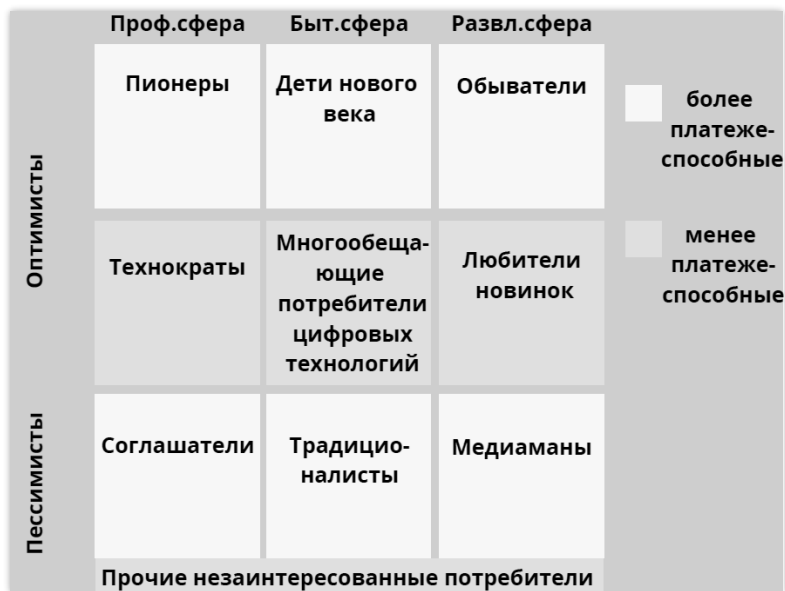 Проф.сфера Быт.сфера Развл.сфера
Оптимисты
Пионеры
Дети нового
века
Обыватели
Технократы
Многообеща-
ющие
потребители
цифровых
технологий
Любители
новинок
Пессимисты
Соглашатели
Традицио-
налисты
Медиаманы
Прочие незаинтересованные потребители
более
платеже-
способные
менее
платеже-
способные